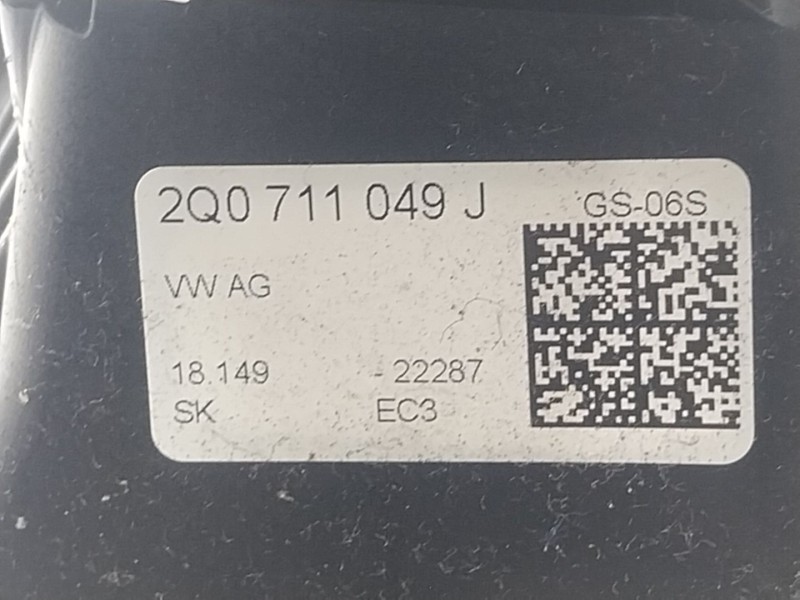 2Q0 711 049 J
GS-06S
VW AG
18.149 - 22287
SK EC3